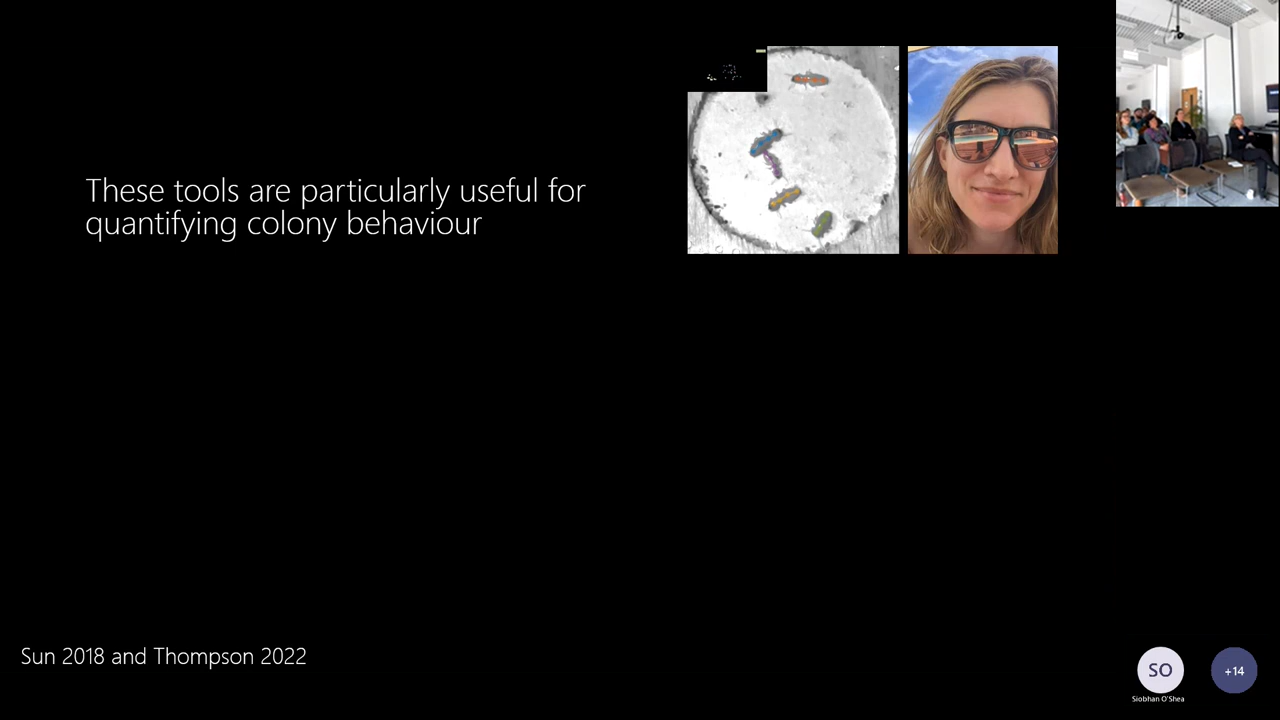 These tools are particularly useful for
quantifying colony behaviour
Sun 2018 and Thompson 2022
SO
+14
Siobhan O'Shea